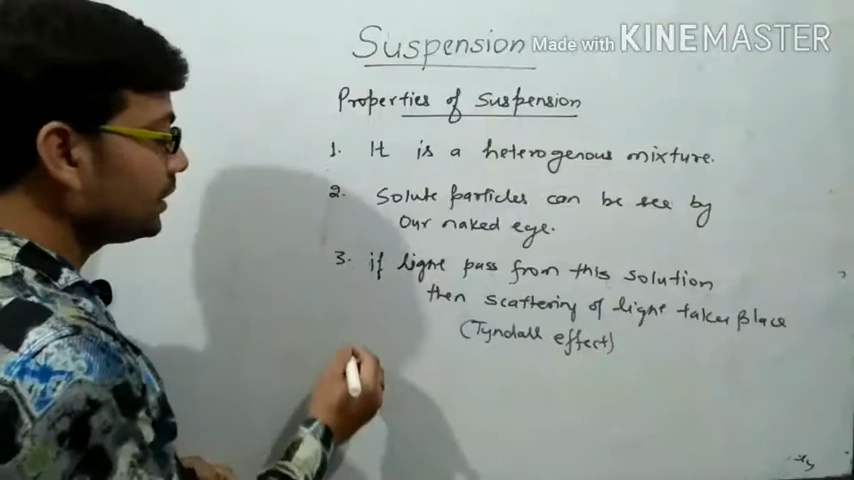 Suspension
Made with KINEMASTER
Properties of Suspension
1. It is a heterogenous mixture.
2. Solute particles can be see by
Our naked eye.
3. if light pass from this solution
then scattering of light takes place
(Tyndall effect)